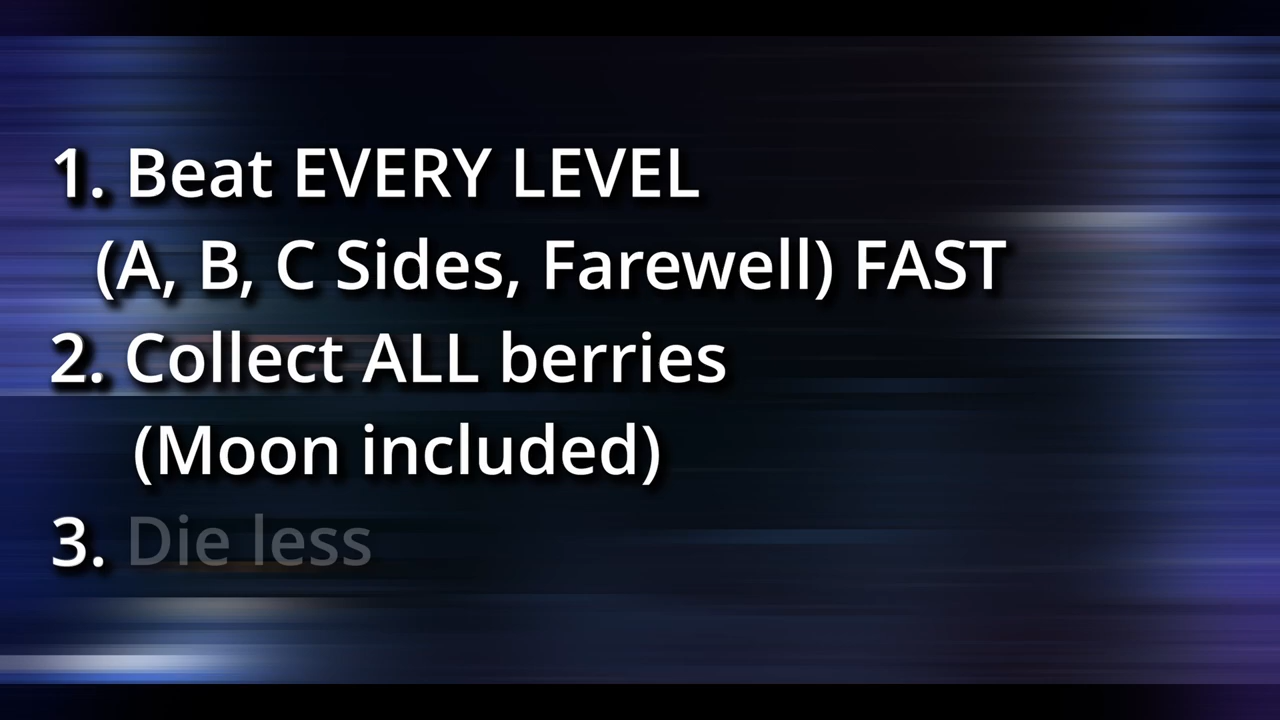 1. Beat EVERY LEVEL
(A, B, C Sides, Farewell) FAST
2. Collect ALL berries
(Moon included)
3. Die less